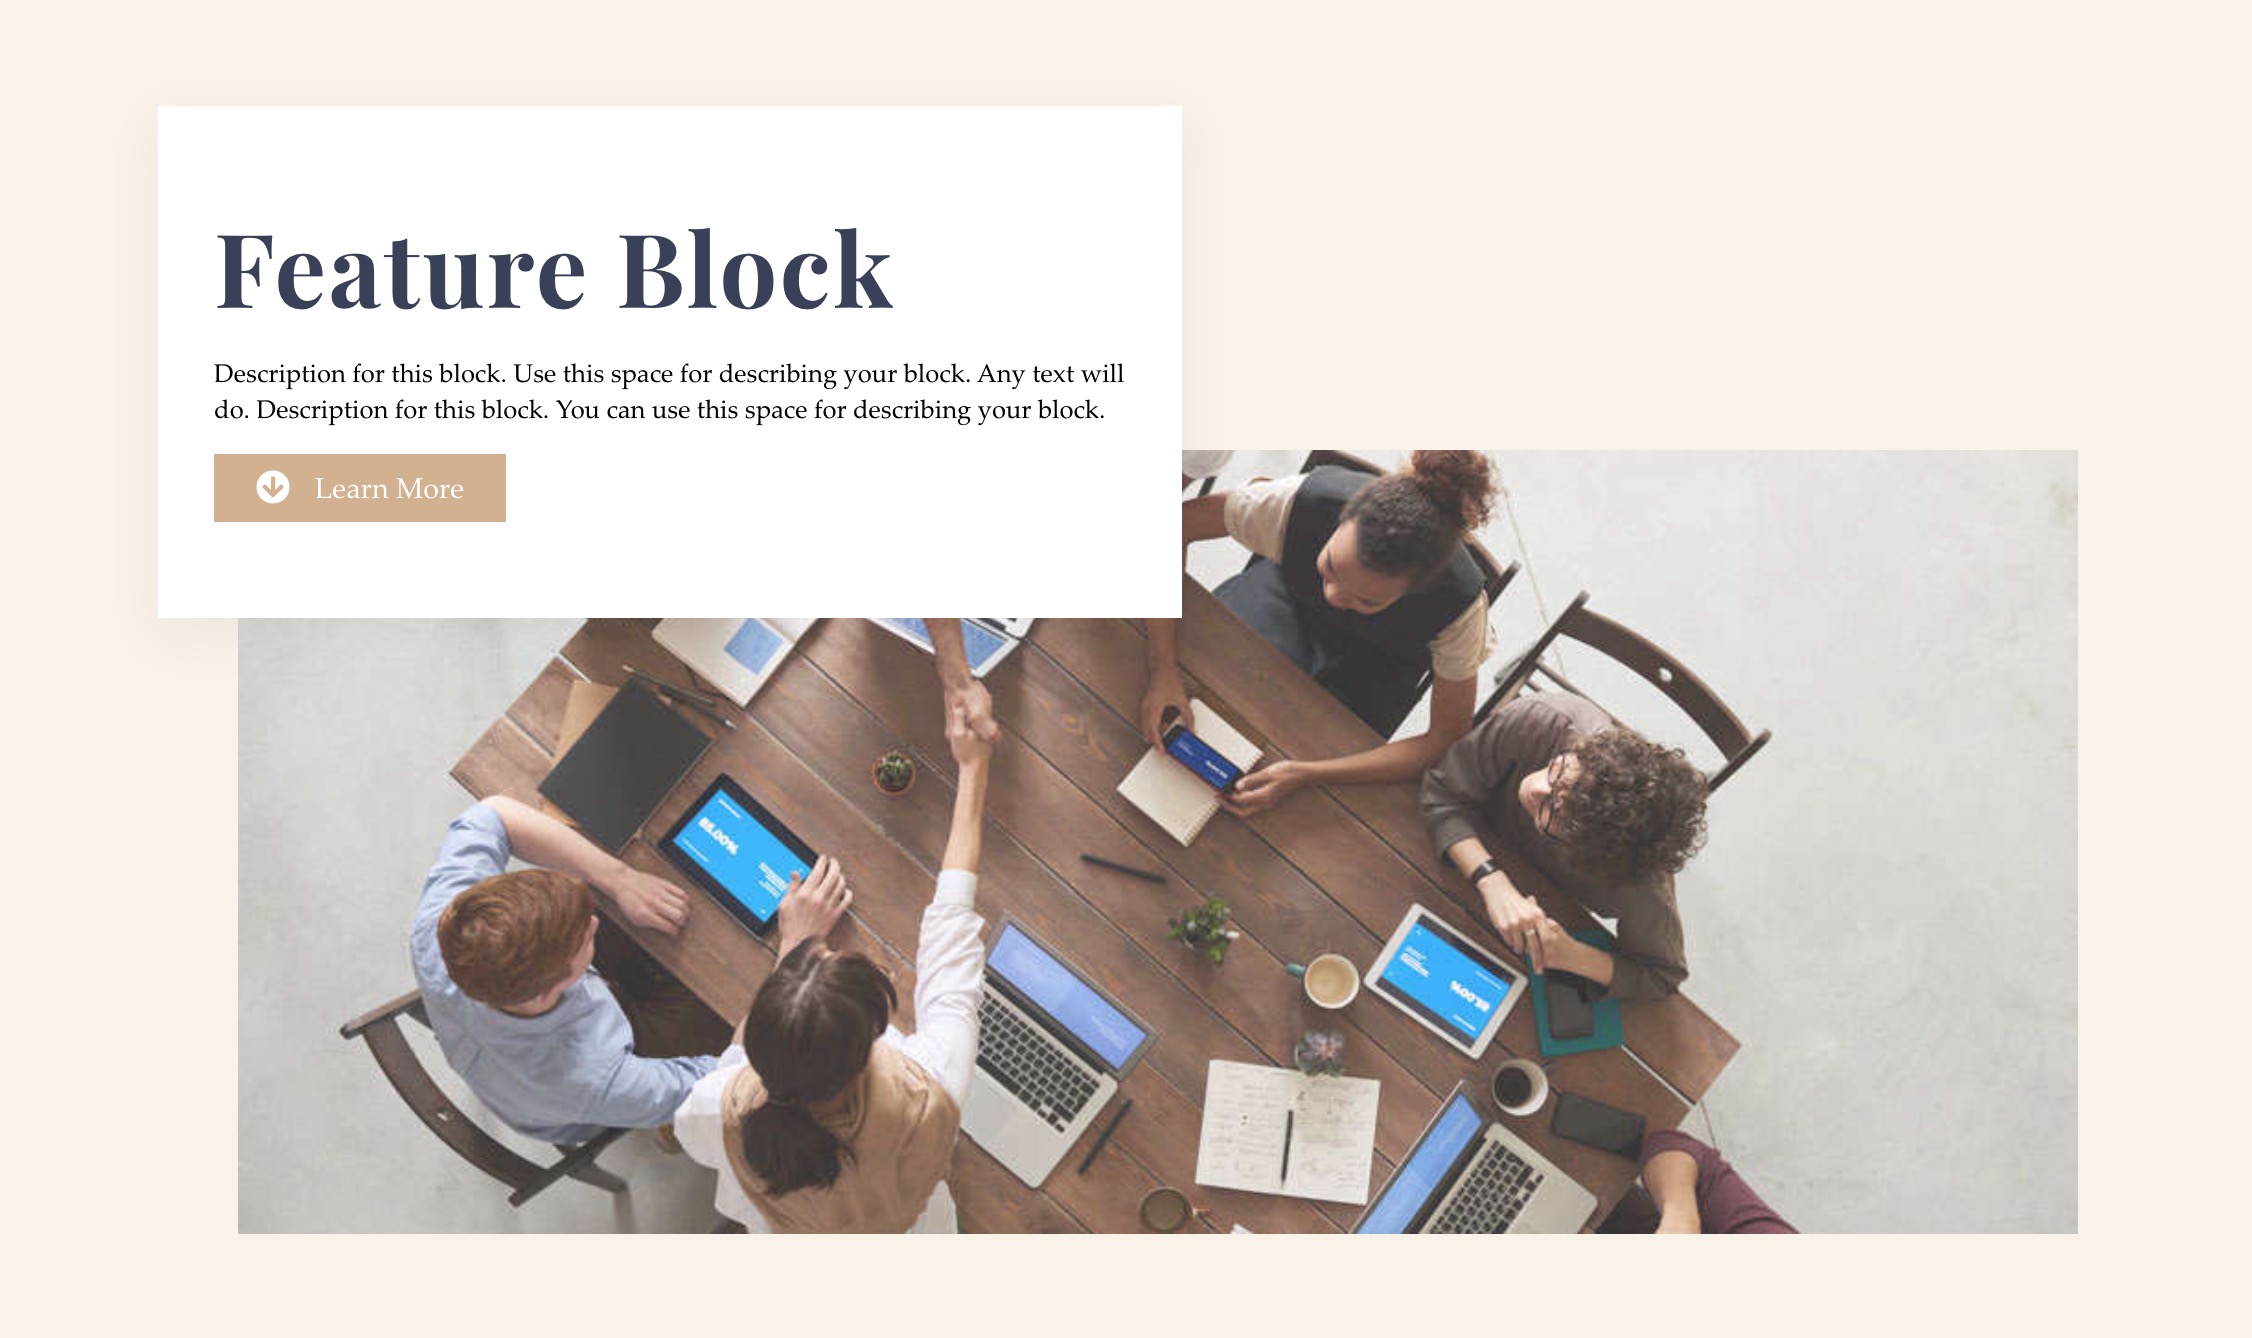 Feature Block
Description for this block. Use this space for describing your block. Any text will
do. Description for this block. You can use this space for describing your block.
Learn More